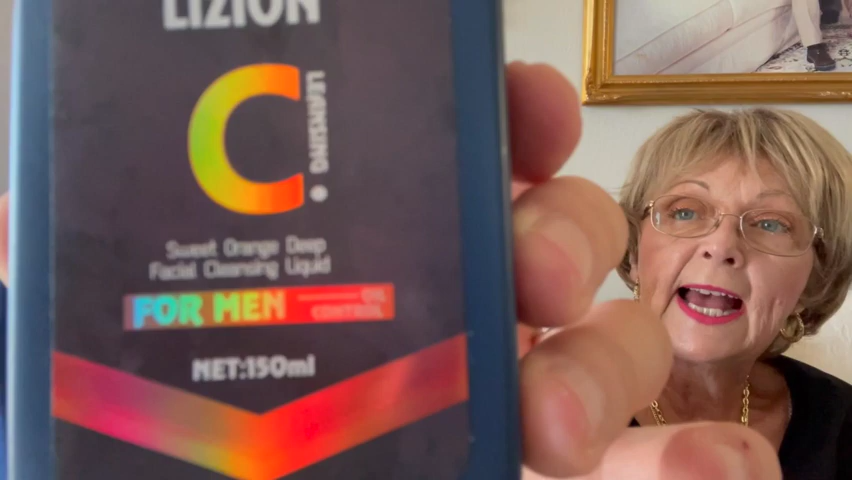 LIZION
C
LEANSING
Sweet Orange Deep
Facial Cleansing Liquid
FOR MEN
OIL
CONTROL
NET:150ml